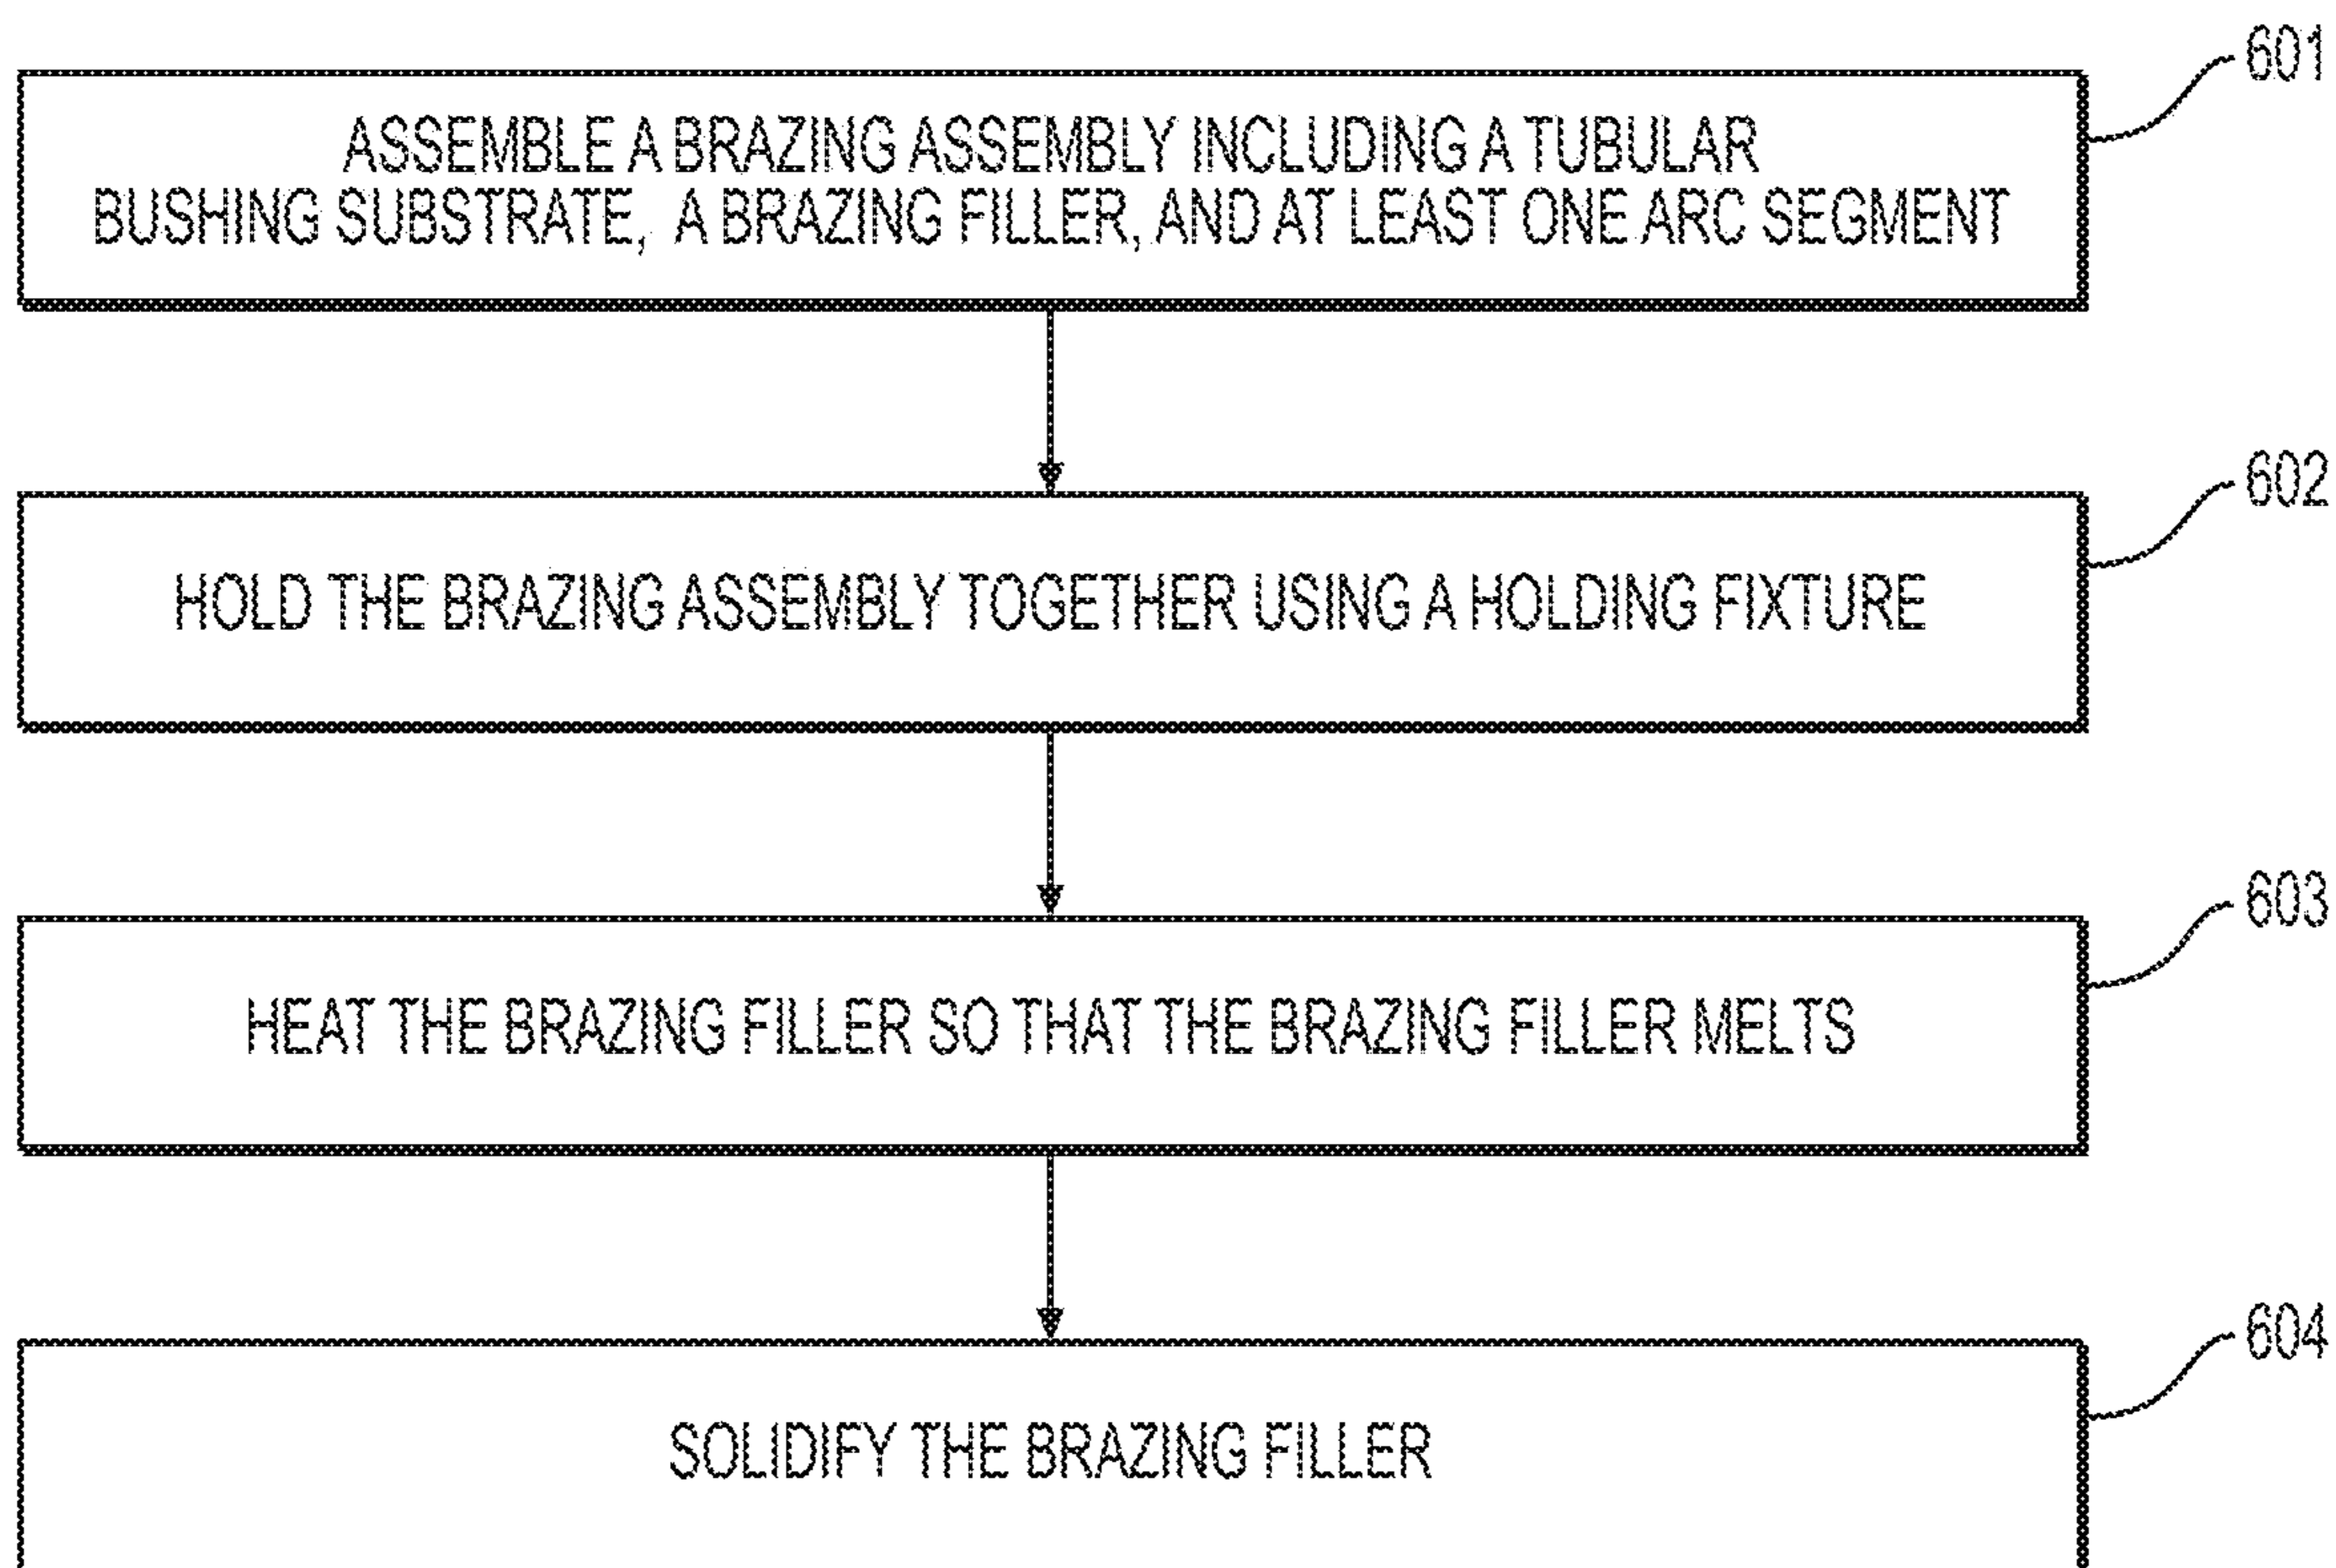 601
ASSEMBLE A BRAZING ASSEMBLY INCLUDING A TUBULAR
BUSHING SUBSTRATE, A BRAZING FILLER, AND AT LEAST ONE ARC SEGMENT
602
HOLD THE BRAZING ASSEMBLY TOGETHER USING A HOLDING FIXTURE
603
HEAT THE BRAZING FILLER SO THAT THE BRAZING FILLER MELTS
604
SOLIDIFY THE BRAZING FILLER